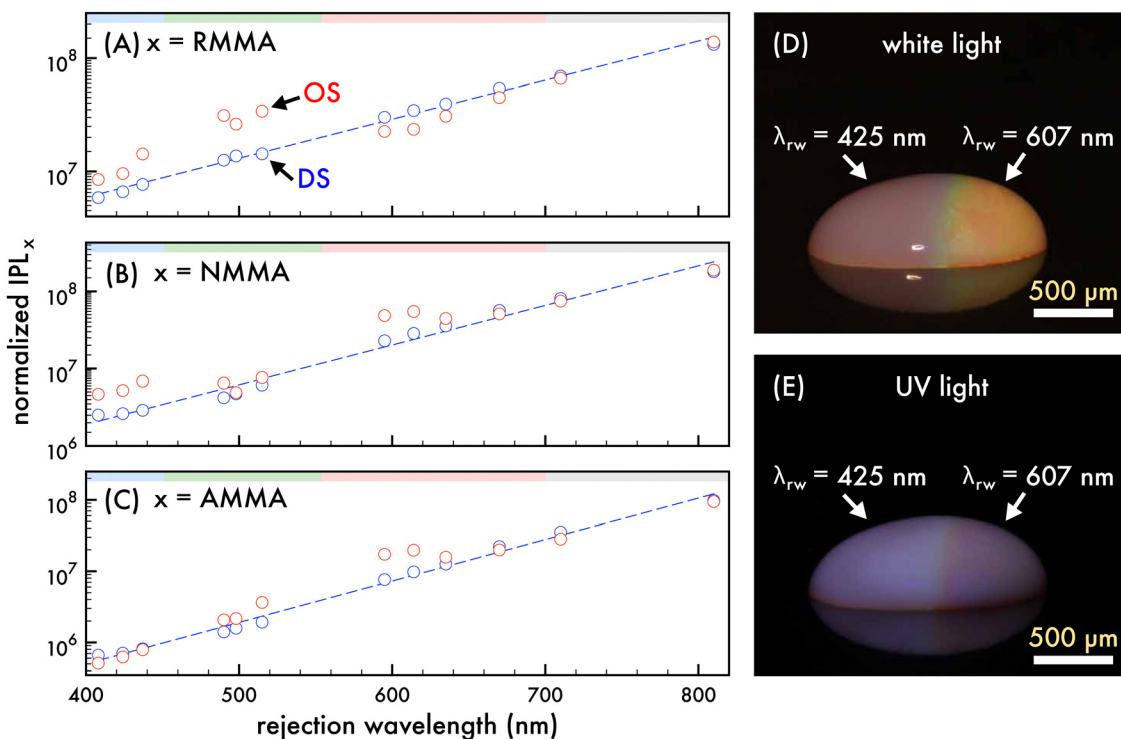 (A) x = RMMA
OS
DS
10⁸
10⁷
(B) x = NMMA
10⁸
10⁷
10⁶
(C) x = AMMA
10⁸
10⁷
10⁶
400 500 600 700 800
rejection wavelength (nm)
normalized IPLₓ
(D) white light
λrw = 425 nm λrw = 607 nm
500 µm
(E) UV light
λrw = 425 nm λrw = 607 nm
500 µm